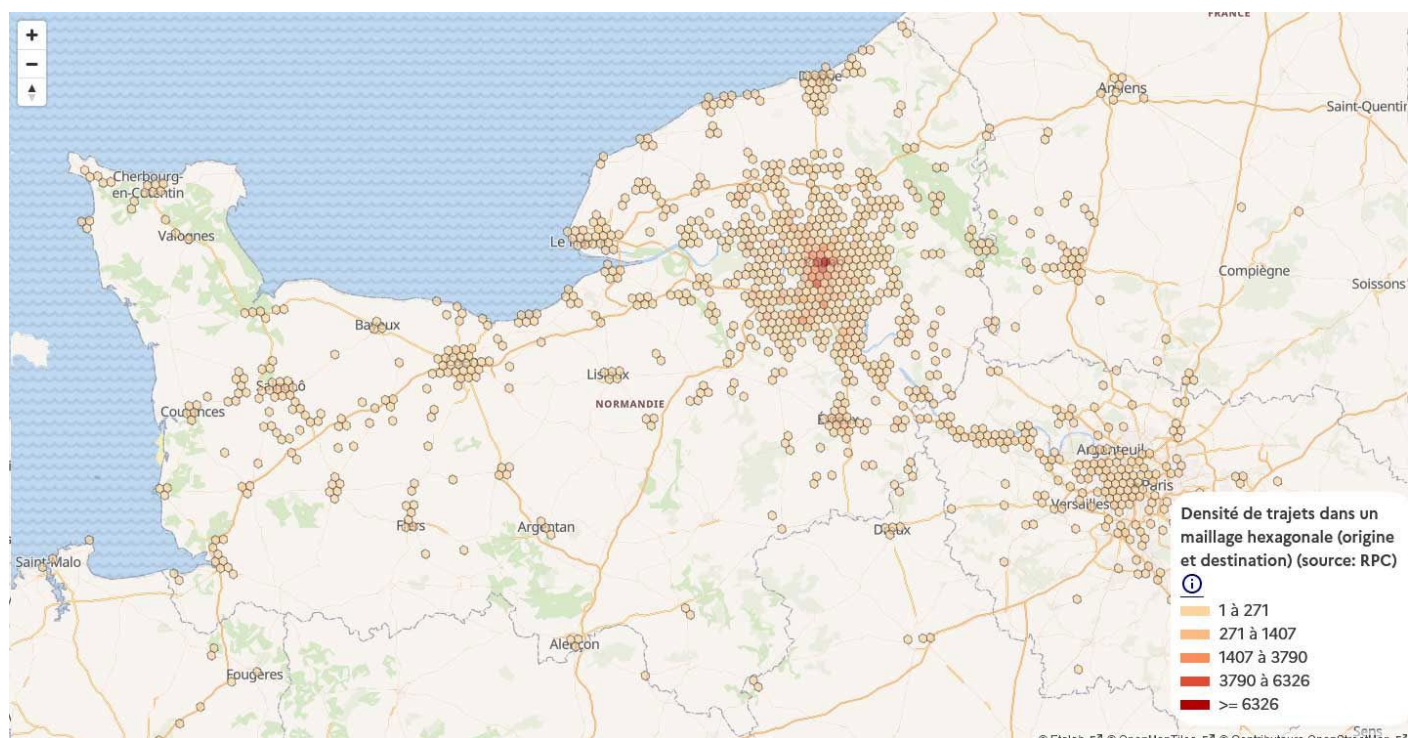 FRANCE
+
−
Amiens
Saint-Quentin
Cherbourg-
en-Cotentin
Valognes
Compiègne
Soissons
Bayeux
Lisieux
NORMANDIE
Saint-Lô
Coutances
Évreux
Argenteuil
Paris
Versailles
Flers
Argentan
Dreux
Saint-Malo
Alençon
Fougères
Densité de trajets dans un
maillage hexagonale (origine
et destination) (source: RPC)
1 à 271
271 à 1407
1407 à 3790
3790 à 6326
>= 6326
Sens